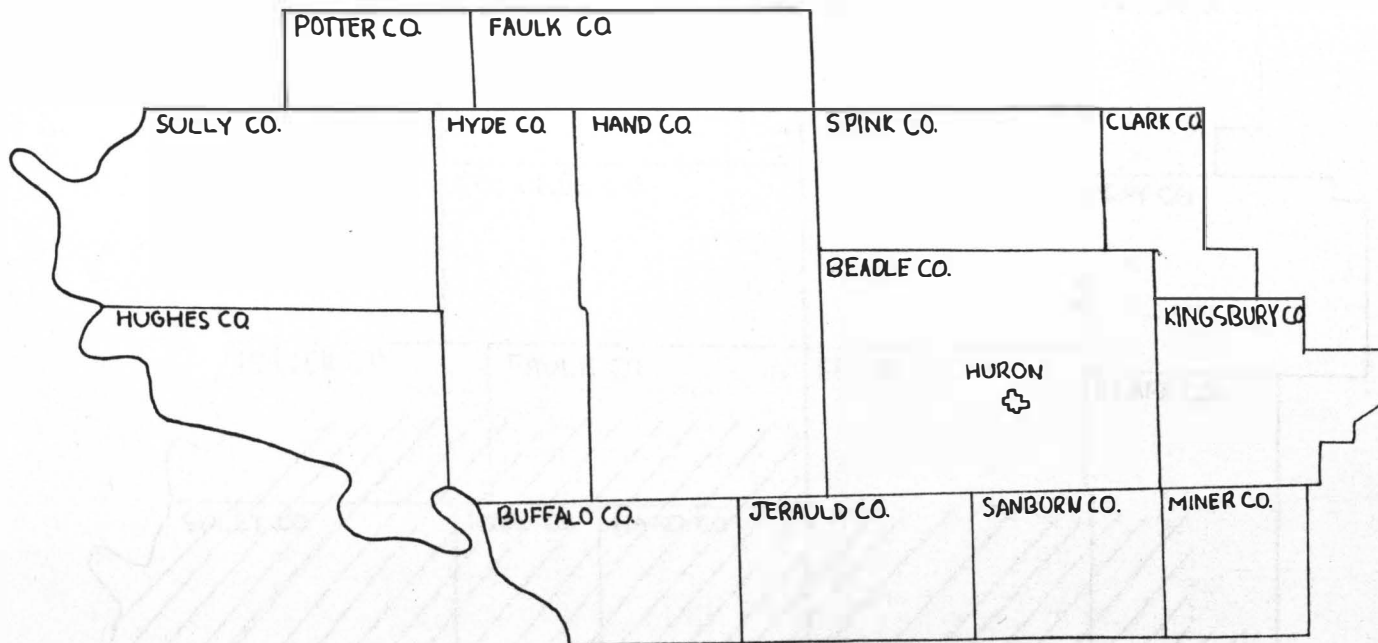 POTTER CO.
FAULK CO.
SULLY CO.
HYDE CO.
HAND CO.
SPINK CO.
CLARK CO.
BEADLE CO.
HUGHES CO.
KINGSBURY CO.
HURON
BUFFALO CO.
JERAULD CO.
SANBORN CO.
MINER CO.